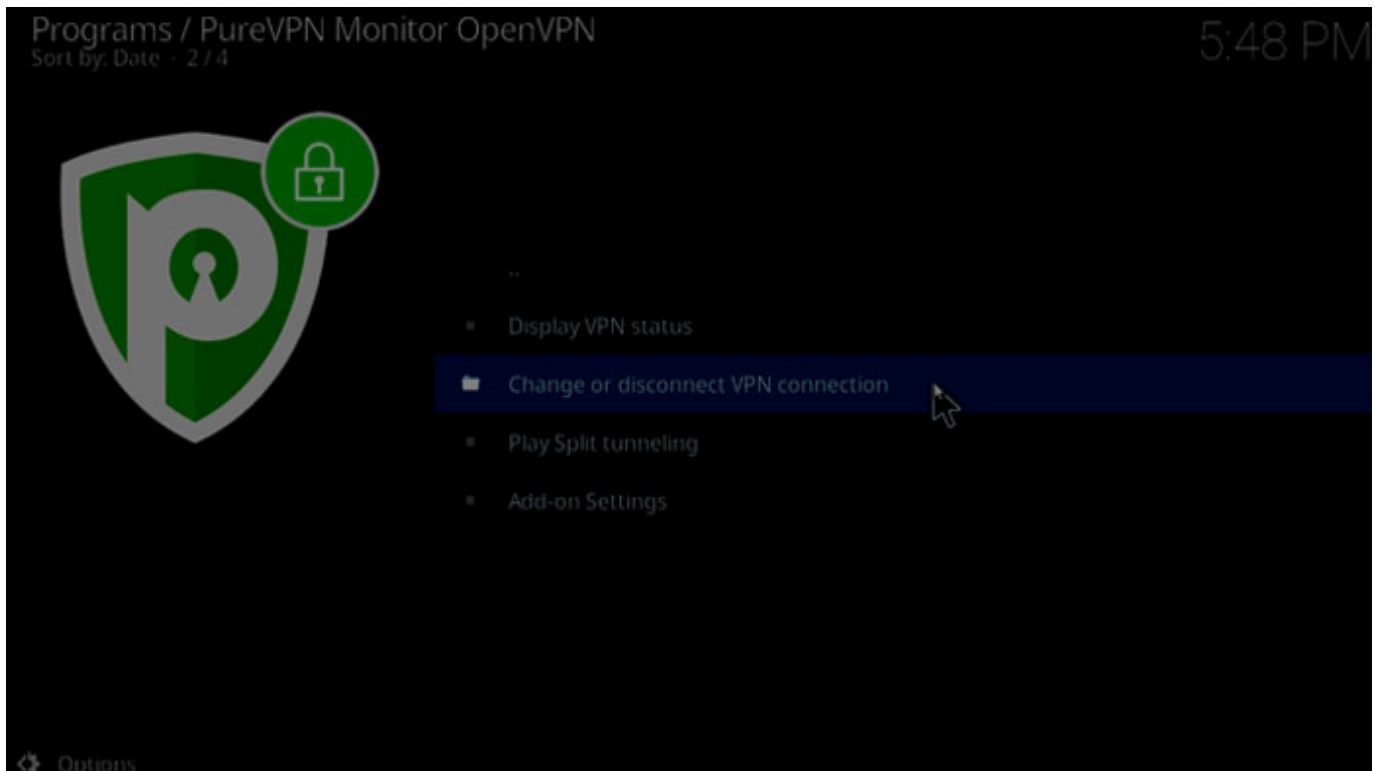 Programs / PureVPN Monitor OpenVPN
Sort by: Date · 2 / 4
5:48 PM
..
Display VPN status
Change or disconnect VPN connection
Play Split tunneling
Add-on Settings
Options